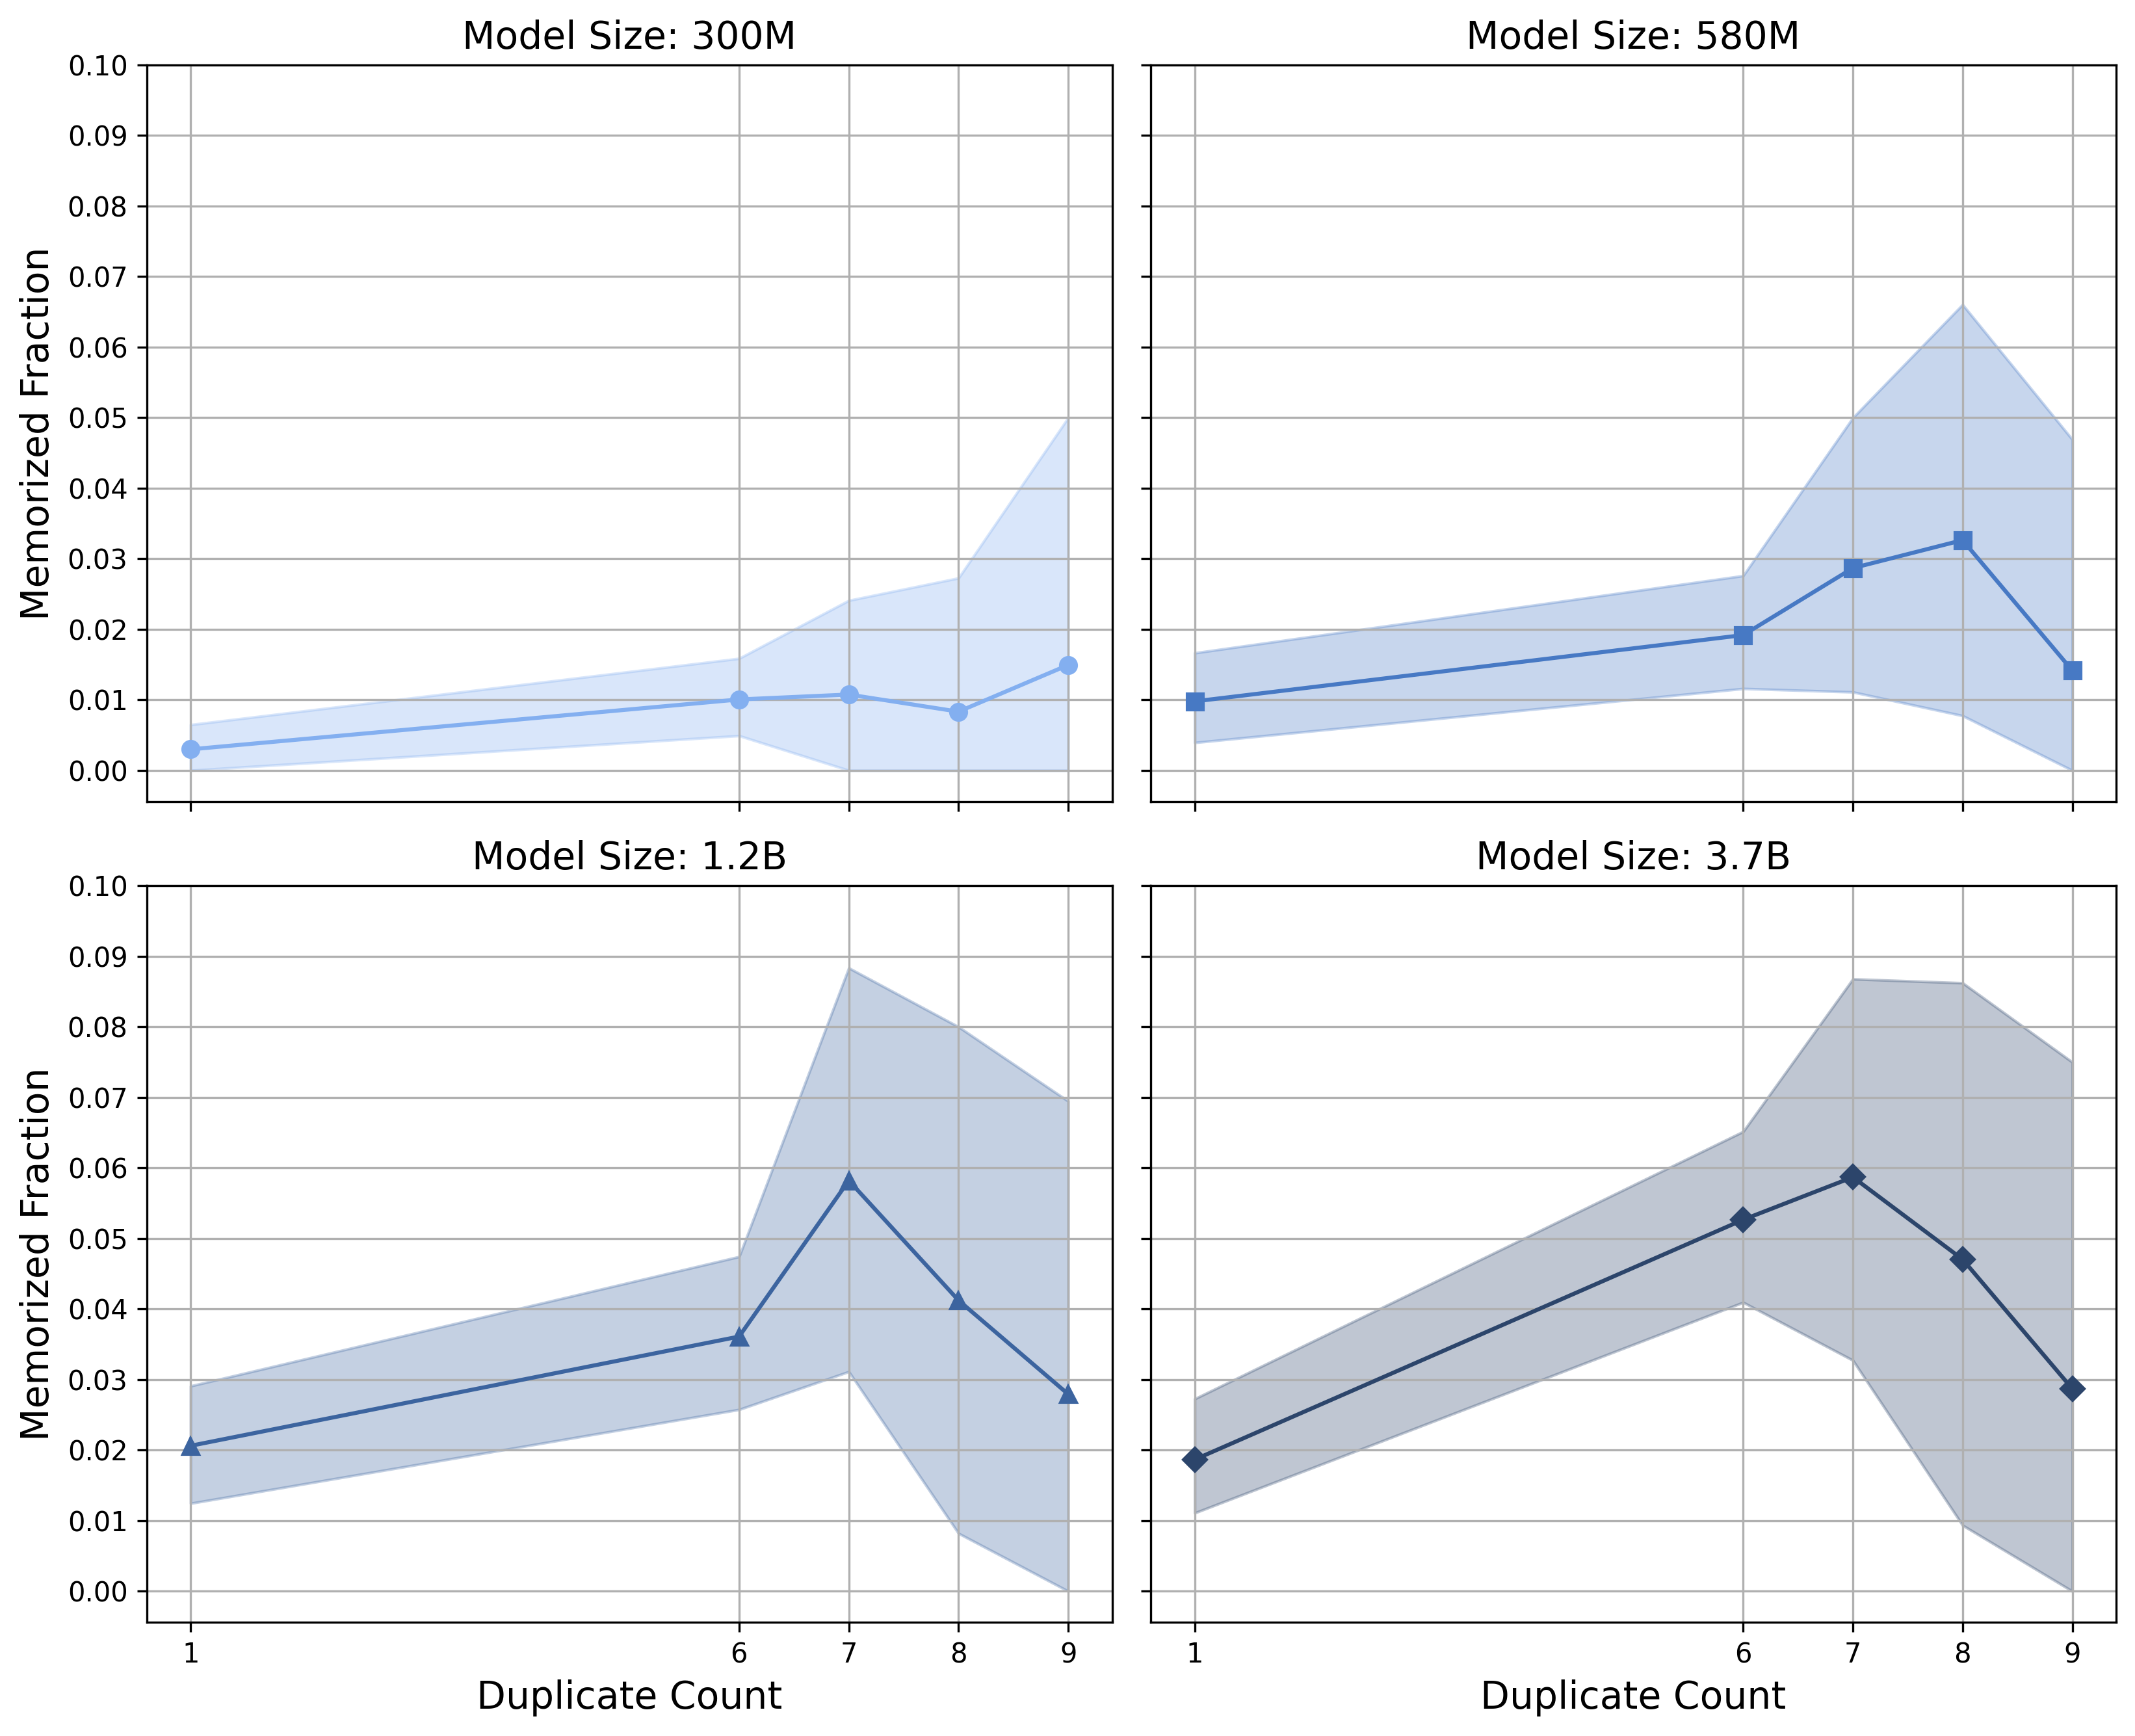 Model Size: 300M
Model Size: 580M
0.10
0.09
0.08
0.07
0.06
0.05
0.04
0.03
0.02
0.01
0.00
Memorized Fraction
Model Size: 1.2B
Model Size: 3.7B
0.10
0.09
0.08
0.07
0.06
0.05
0.04
0.03
0.02
0.01
0.00
Memorized Fraction
1 6 7 8 9
1 6 7 8 9
Duplicate Count
Duplicate Count